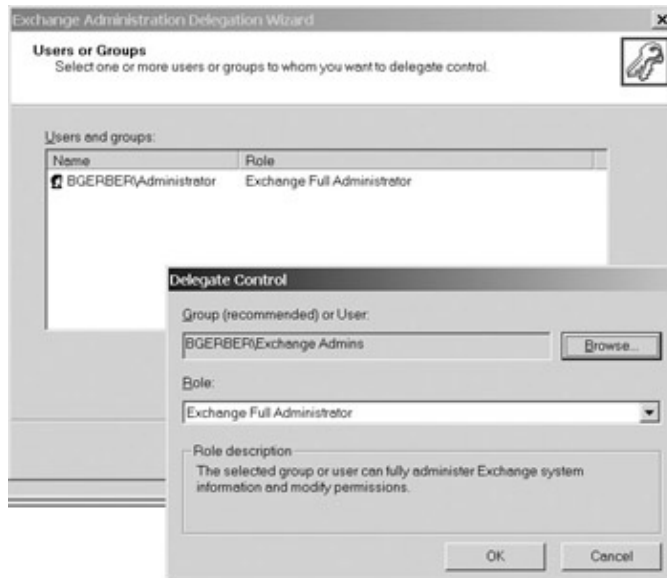 Exchange Administration Delegation Wizard
Users or Groups
Select one or more users or groups to whom you want to delegate control.
Users and groups:
Name Role
BGERBER\Administrator Exchange Full Administrator
Delegate Control
Group (recommended) or User:
BGERBER\Exchange Admins Browse...
Role:
Exchange Full Administrator
Role description
The selected group or user can fully administer Exchange system
information and modify permissions.
OK Cancel